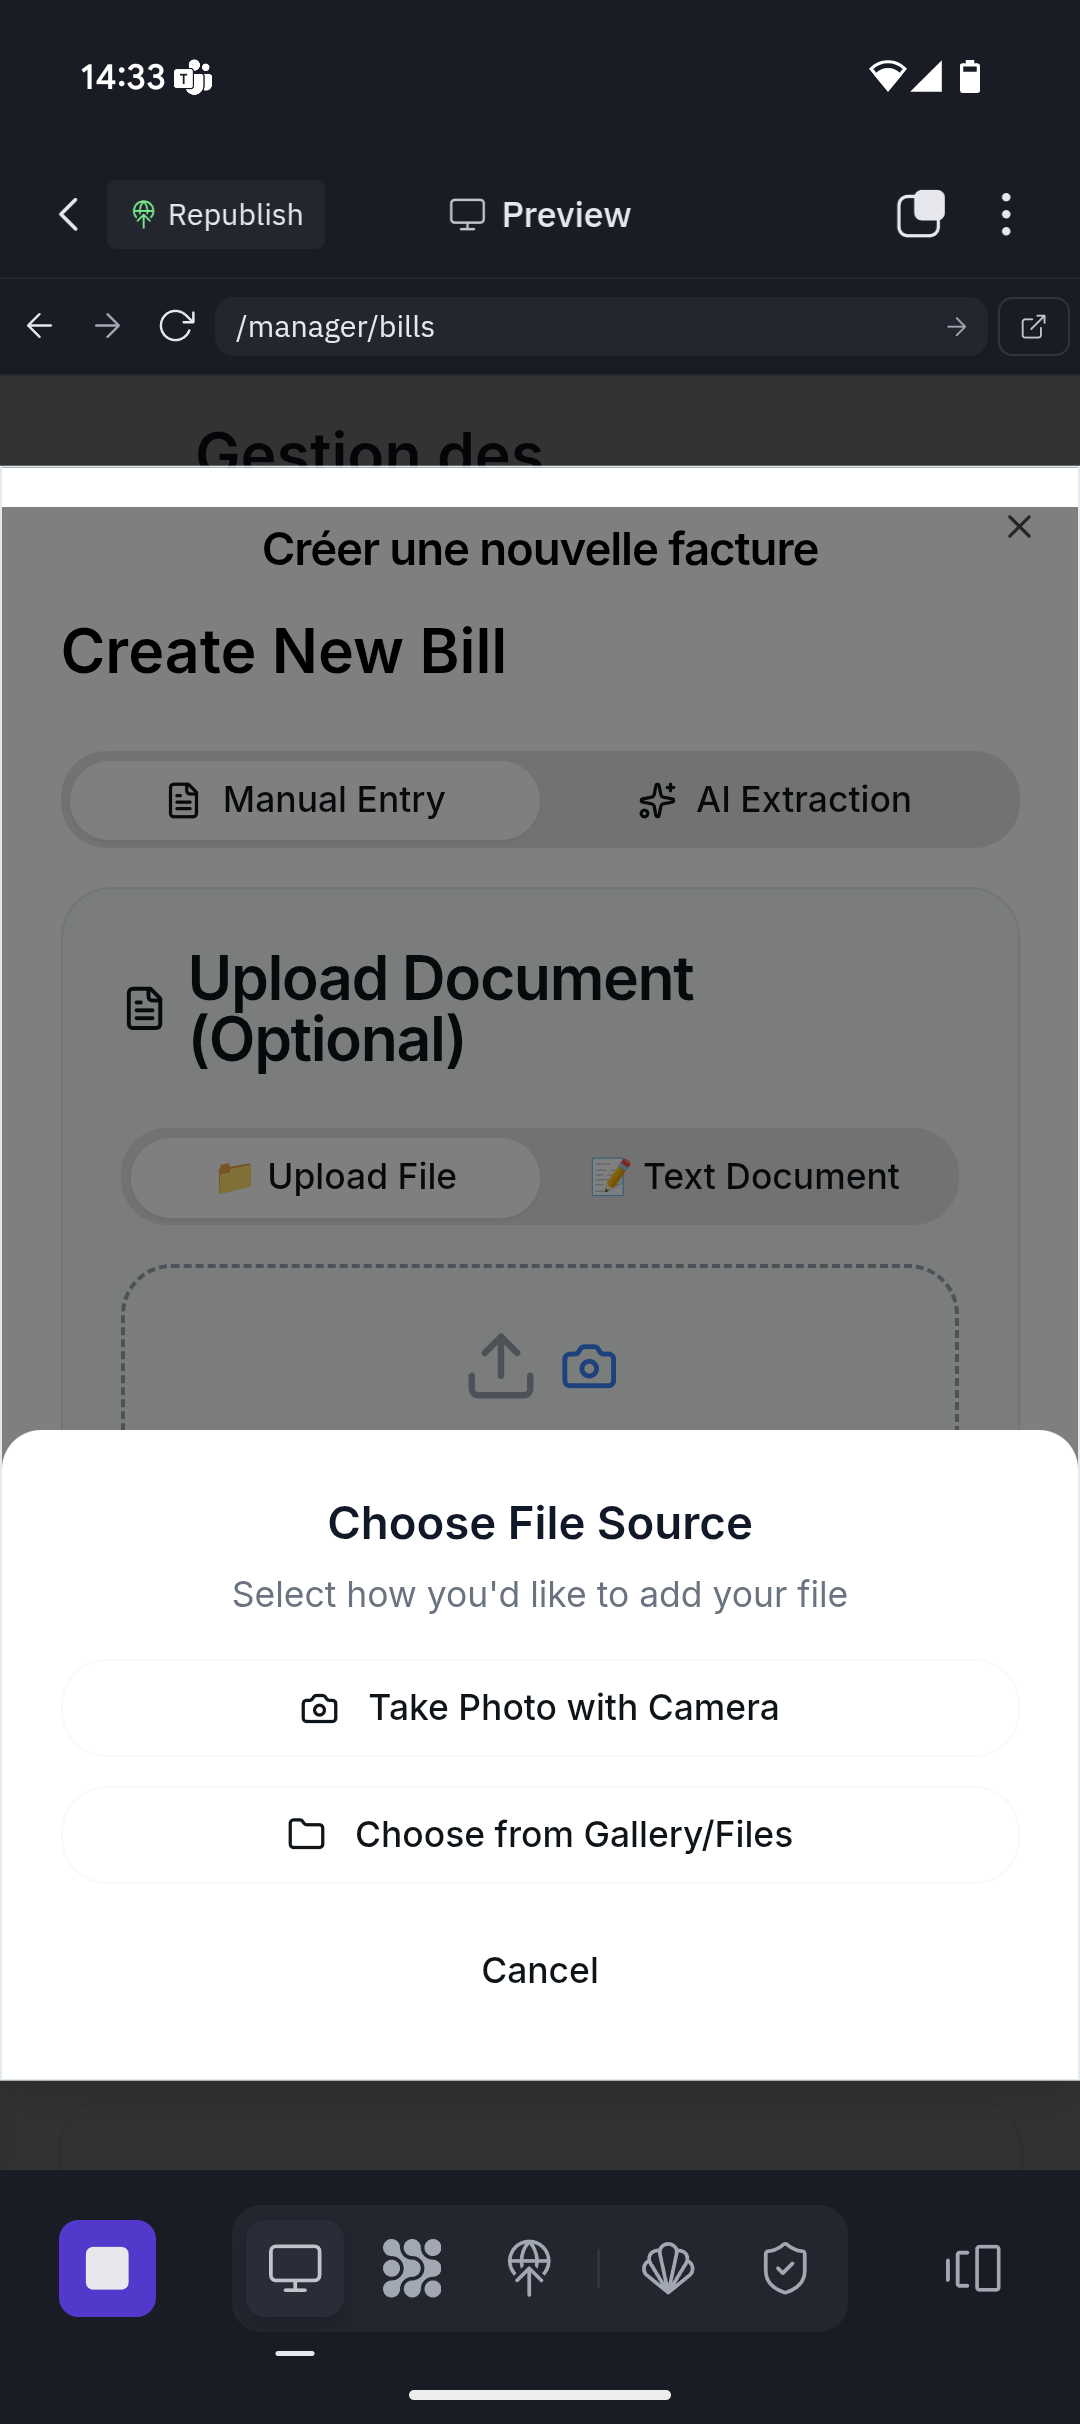 14:33
Republish
Preview
/manager/bills
Gestion des
Créer une nouvelle facture
Create New Bill
Manual Entry
AI Extraction
Upload Document
(Optional)
Upload File
Text Document
Choose File Source
Select how you'd like to add your file
Take Photo with Camera
Choose from Gallery/Files
Cancel